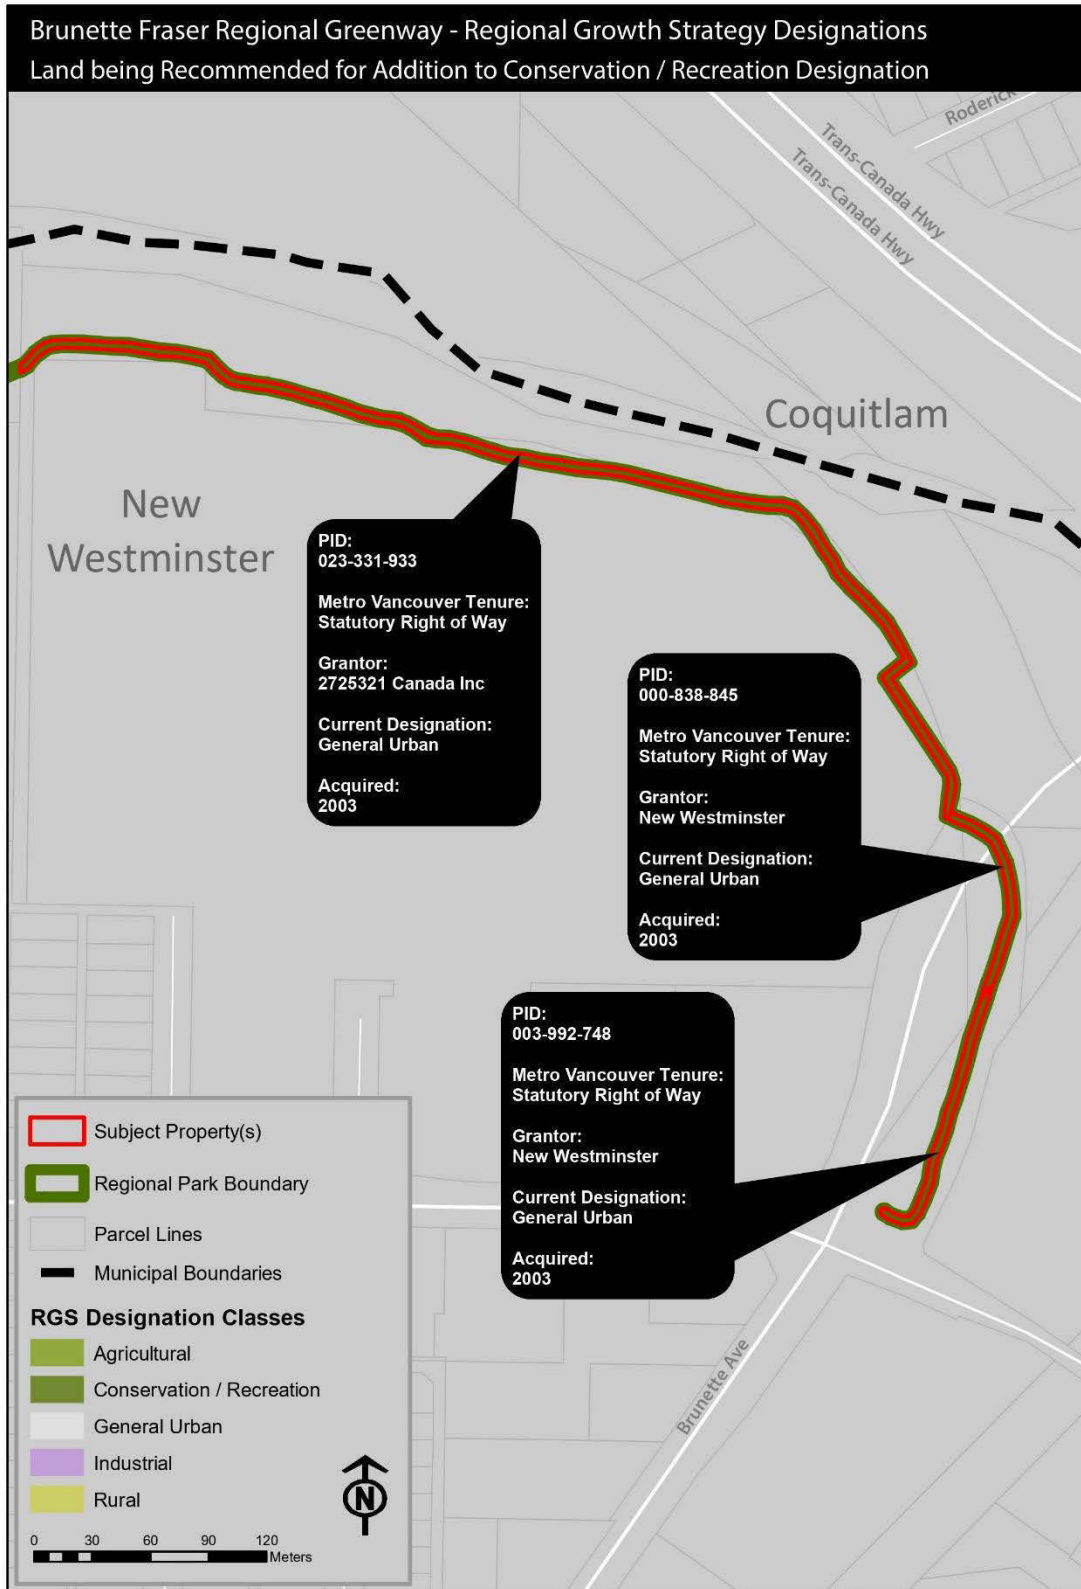 Brunette Fraser Regional Greenway - Regional Growth Strategy Designations
Land being Recommended for Addition to Conservation / Recreation Designation
Roderick
Trans-Canada Hwy
Trans-Canada Hwy
Coquitlam
New
Westminster
PID:
023-331-933
Metro Vancouver Tenure:
Statutory Right of Way
Grantor:
2725321 Canada Inc
Current Designation:
General Urban
Acquired:
2003
PID:
000-838-845
Metro Vancouver Tenure:
Statutory Right of Way
Grantor:
New Westminster
Current Designation:
General Urban
Acquired:
2003
PID:
003-992-748
Metro Vancouver Tenure:
Statutory Right of Way
Grantor:
New Westminster
Current Designation:
General Urban
Acquired:
2003
Brunette Ave
Subject Property(s)
Regional Park Boundary
Parcel Lines
Municipal Boundaries
RGS Designation Classes
Agricultural
Conservation / Recreation
General Urban
Industrial
Rural
N
0 30 60 90 120
Meters